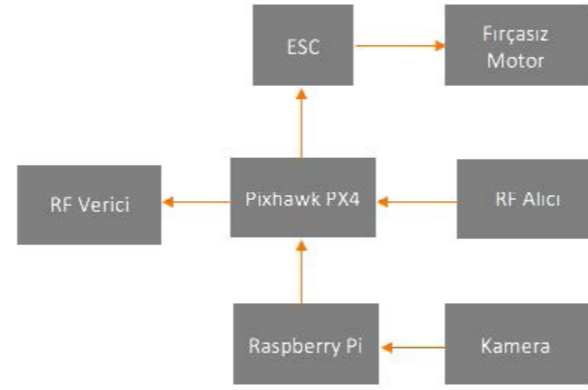 ESC
Fırçasız
Motor
RF Verici
Pixhawk PX4
RF Alıcı
Raspberry Pi
Kamera